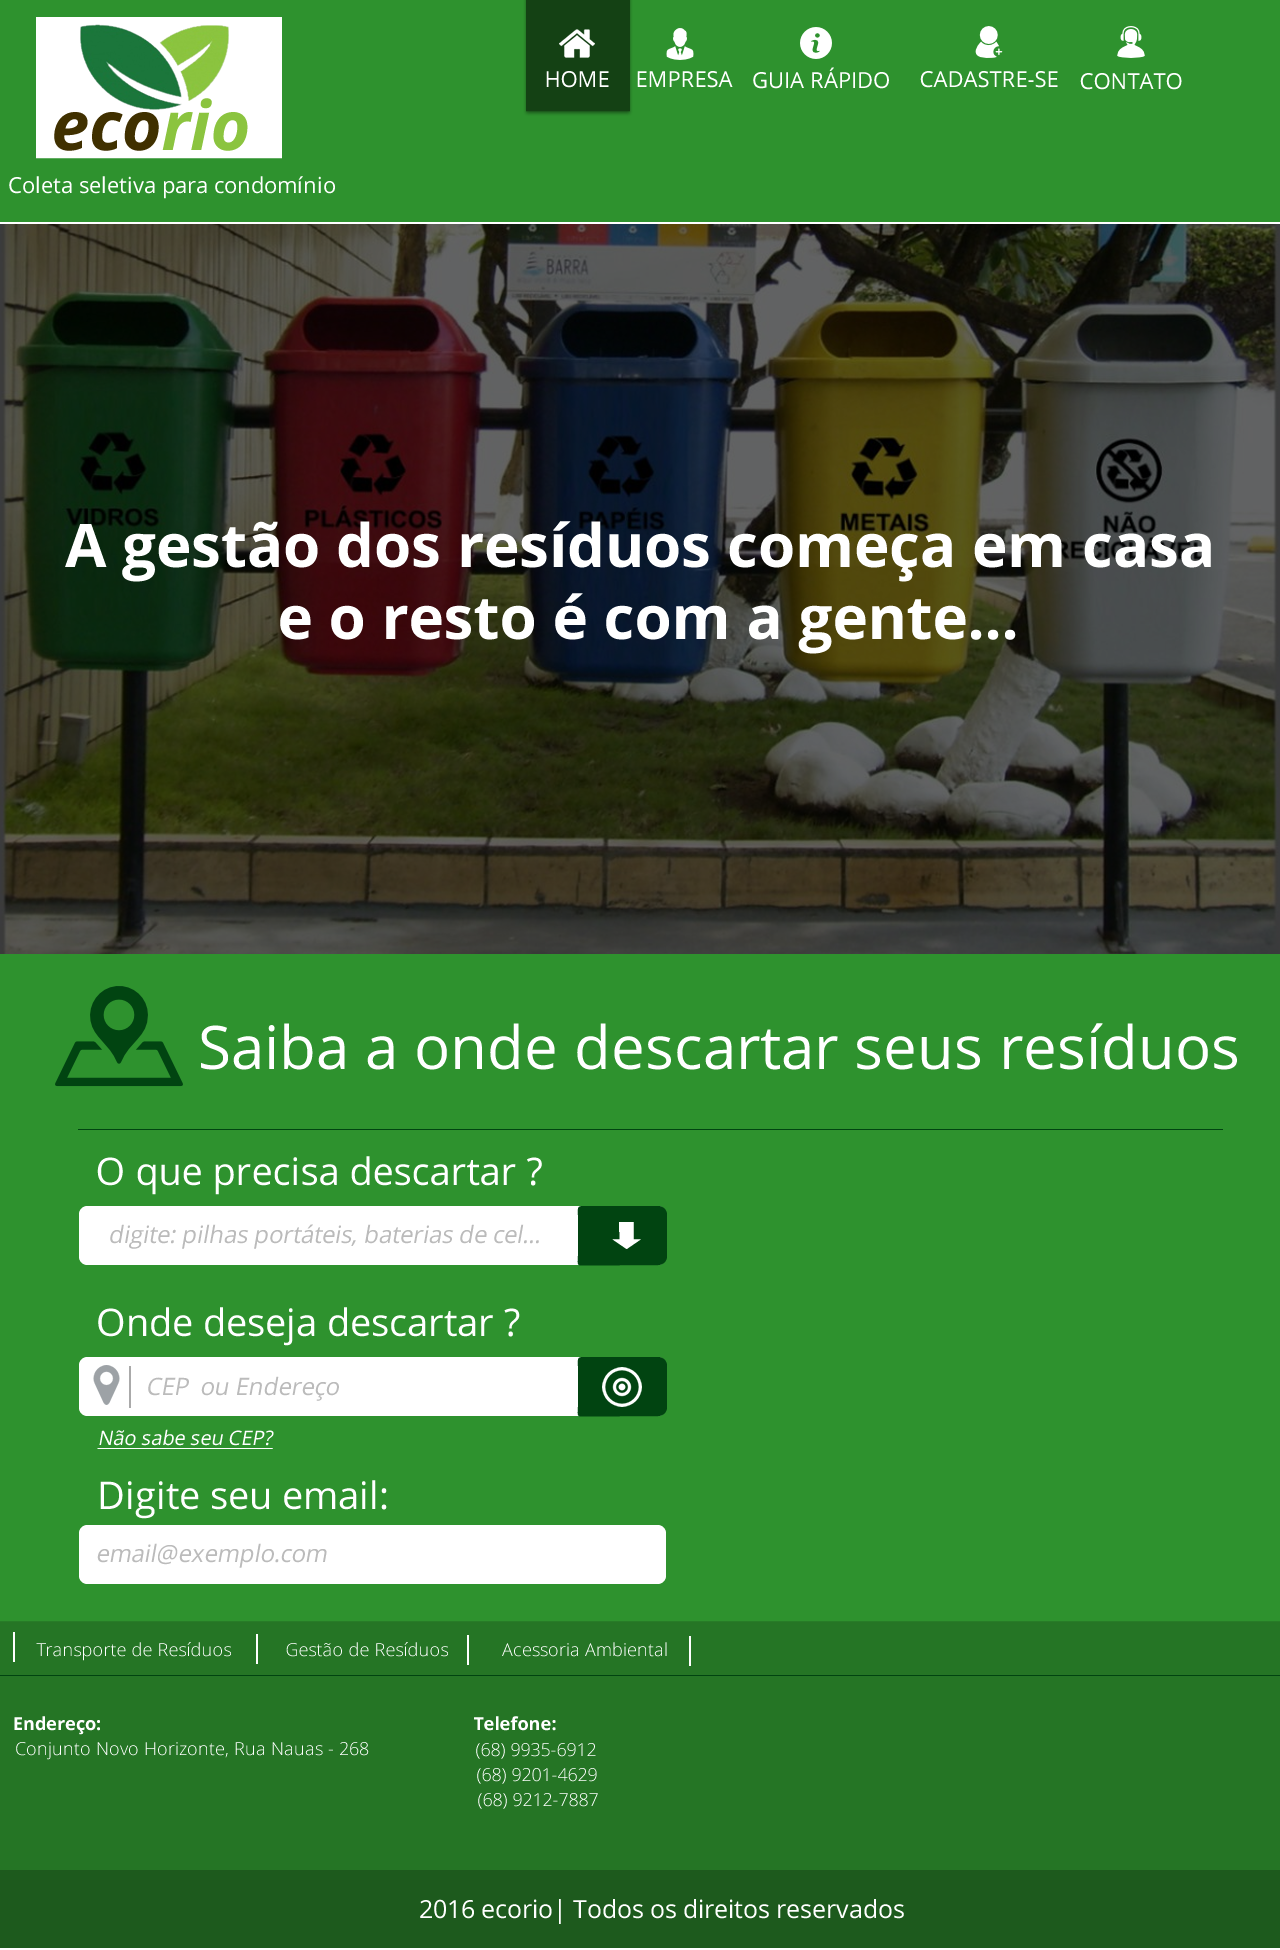 ecorio
Coleta seletiva para condomínio
HOME
EMPRESA
GUIA RÁPIDO
CADASTRE-SE
CONTATO
BARRA
VIDROS
PLÁSTICOS
PAPÉIS
METAIS
NÃO
A gestão dos resíduos começa em casa
e o resto é com a gente...
Saiba a onde descartar seus resíduos
O que precisa descartar ?
digite: pilhas portáteis, baterias de cel...
Onde deseja descartar ?
CEP ou Endereço
Não sabe seu CEP?
Digite seu email:
email@exemplo.com
Transporte de Resíduos
Gestão de Resíduos
Acessoria Ambiental
Endereço:
Conjunto Novo Horizonte, Rua Nauas - 268
Telefone:
(68) 9935-6912
(68) 9201-4629
(68) 9212-7887
2016 ecorio| Todos os direitos reservados